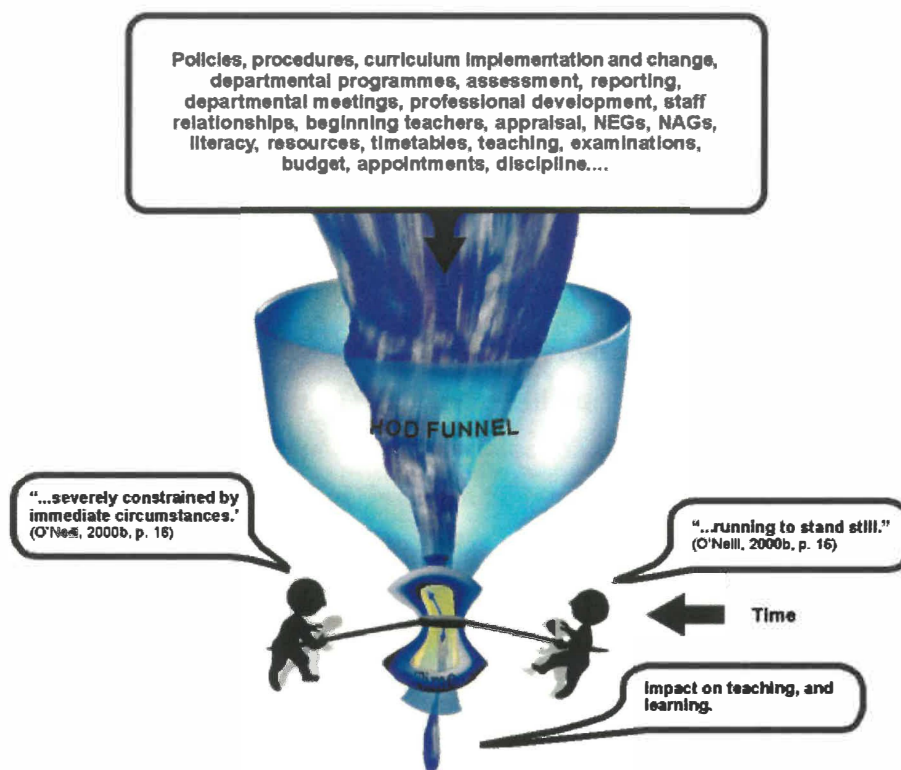 Policies, procedures, curriculum implementation and change,
departmental programmes, assessment, reporting,
departmental meetings, professional development, staff
relationships, beginning teachers, appraisal, NEGs, NAGs,
literacy, resources, timetables, teaching, examinations,
budget, appointments, discipline....
HOD FUNNEL
"...severely constrained by
immediate circumstances.'
(O'Neill, 2000b, p. 16)
"...running to stand still."
(O'Neill, 2000b, p. 16)
Time
Impact on teaching, and
learning.